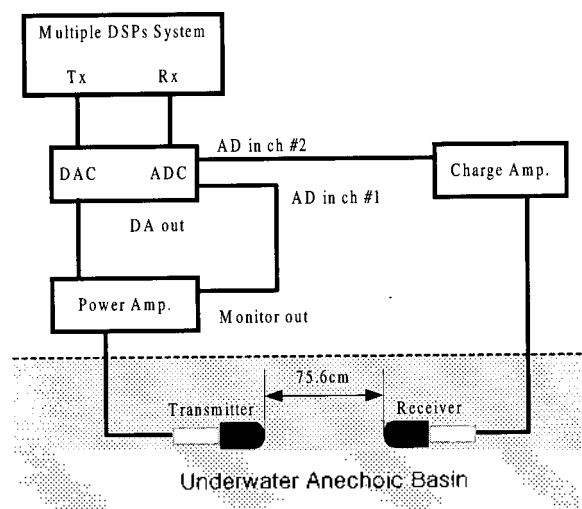 Multiple DSPs System
Tx Rx
AD in ch #2
DAC ADC
Charge Amp.
AD in ch #1
DA out
Power Amp.
Monitor out
75.6cm
Transmitter
Receiver
Underwater Anechoic Basin